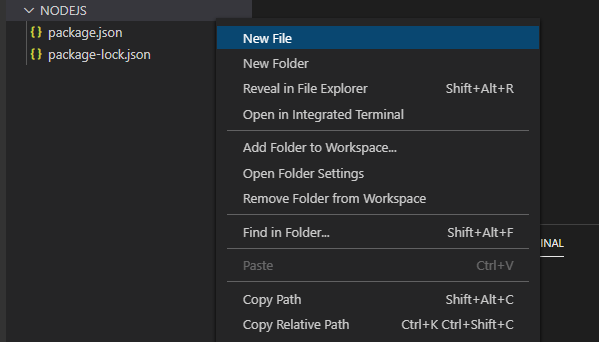 NODEJS
{} package.json
{} package-lock.json
New File
New Folder
Reveal in File Explorer Shift+Alt+R
Open in Integrated Terminal
Add Folder to Workspace...
Open Folder Settings
Remove Folder from Workspace
Find in Folder... Shift+Alt+F
INAL
Paste Ctrl+V
Copy Path Shift+Alt+C
Copy Relative Path Ctrl+K Ctrl+Shift+C